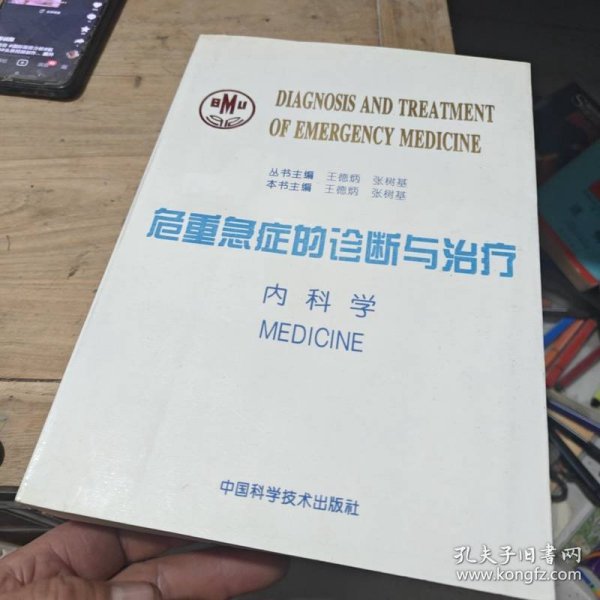 BMU
DIAGNOSIS AND TREATMENT
OF EMERGENCY MEDICINE
丛书主编 王德炳 张树基
本书主编 王德炳 张树基
危重急症的诊断与治疗
内科学
MEDICINE
中国科学技术出版社
孔夫子旧书网
www.kongfz.com